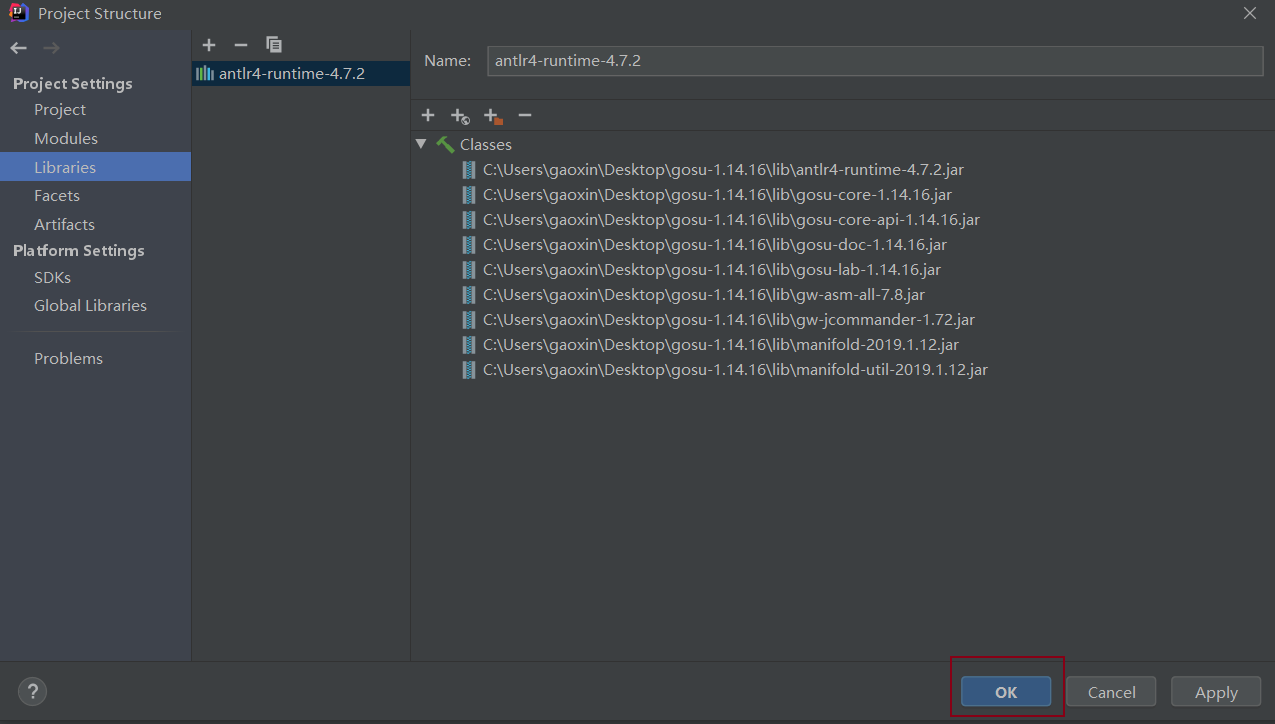 Project Structure
Project Settings
Project
Modules
Libraries
Facets
Artifacts
Platform Settings
SDKs
Global Libraries
Problems
antlr4-runtime-4.7.2
Name: antlr4-runtime-4.7.2
Classes
C:\Users\gaoxin\Desktop\gosu-1.14.16\lib\antlr4-runtime-4.7.2.jar
C:\Users\gaoxin\Desktop\gosu-1.14.16\lib\gosu-core-1.14.16.jar
C:\Users\gaoxin\Desktop\gosu-1.14.16\lib\gosu-core-api-1.14.16.jar
C:\Users\gaoxin\Desktop\gosu-1.14.16\lib\gosu-doc-1.14.16.jar
C:\Users\gaoxin\Desktop\gosu-1.14.16\lib\gosu-lab-1.14.16.jar
C:\Users\gaoxin\Desktop\gosu-1.14.16\lib\gw-asm-all-7.8.jar
C:\Users\gaoxin\Desktop\gosu-1.14.16\lib\gw-jcommander-1.72.jar
C:\Users\gaoxin\Desktop\gosu-1.14.16\lib\manifold-2019.1.12.jar
C:\Users\gaoxin\Desktop\gosu-1.14.16\lib\manifold-util-2019.1.12.jar
? OK Cancel Apply